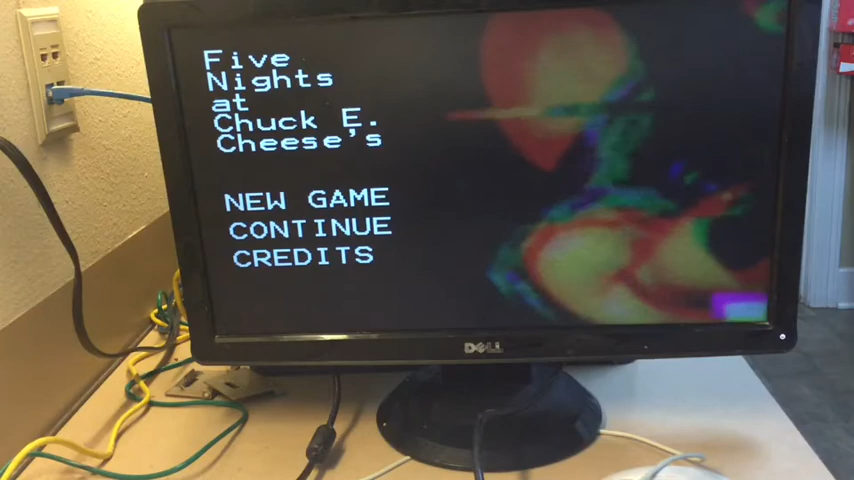 Five
Nights
at
Chuck E.
Cheese's
NEW GAME
CONTINUE
CREDITS
DELL